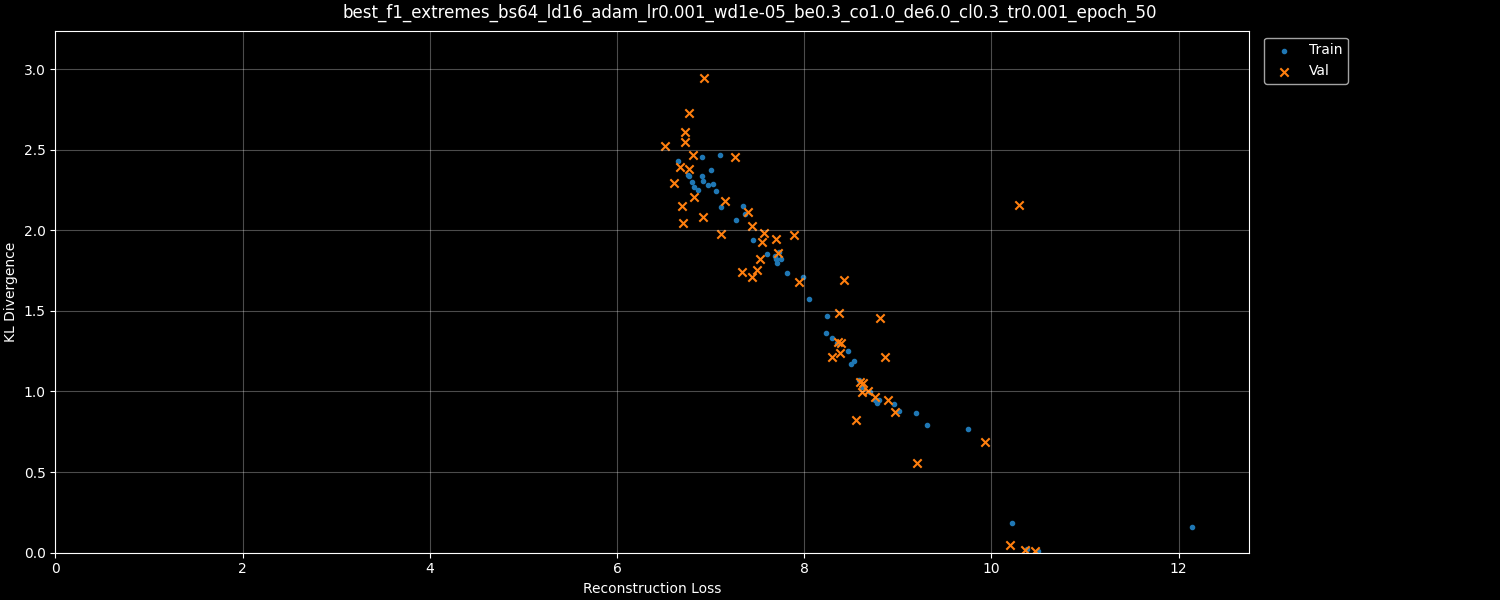 best_f1_extremes_bs64_ld16_adam_lr0.001_wd1e-05_be0.3_co1.0_de6.0_cl0.3_tr0.001_epoch_50
Train
Val
3.0
2.5
2.0
1.5
1.0
0.5
0.0
KL Divergence
0
2
4
6
8
10
12
Reconstruction Loss